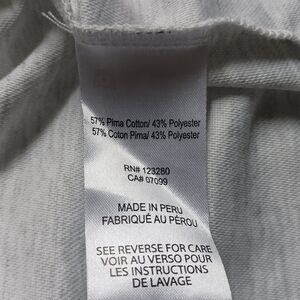 57% Pima Cotton/ 43% Polyester
57% Coton Pima/ 43% Polyester
RN# 123280
CA# 07099
MADE IN PERU
FABRIQUÉ AU PÉROU
SEE REVERSE FOR CARE
VOIR AU VERSO POUR
LES INSTRUCTIONS
DE LAVAGE